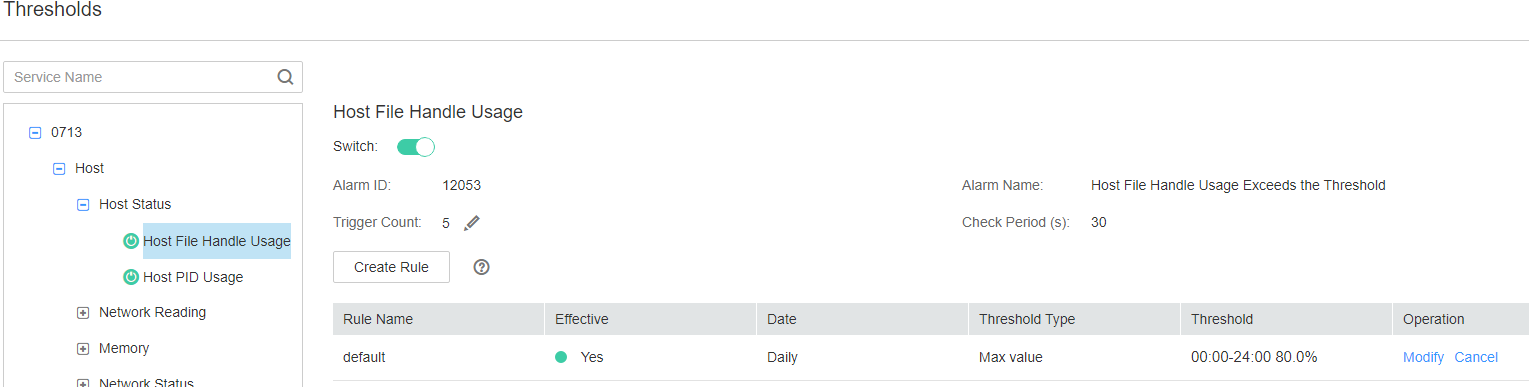 Thresholds
Service Name
0713
Host
Host Status
Host File Handle Usage
Host PID Usage
Network Reading
Memory
Network Status
Host File Handle Usage
Switch:
Alarm ID: 12053 Alarm Name: Host File Handle Usage Exceeds the Threshold
Trigger Count: 5 Check Period (s): 30
Create Rule
Rule Name Effective Date Threshold Type Threshold Operation
default Yes Daily Max value 00:00-24:00 80.0% Modify Cancel